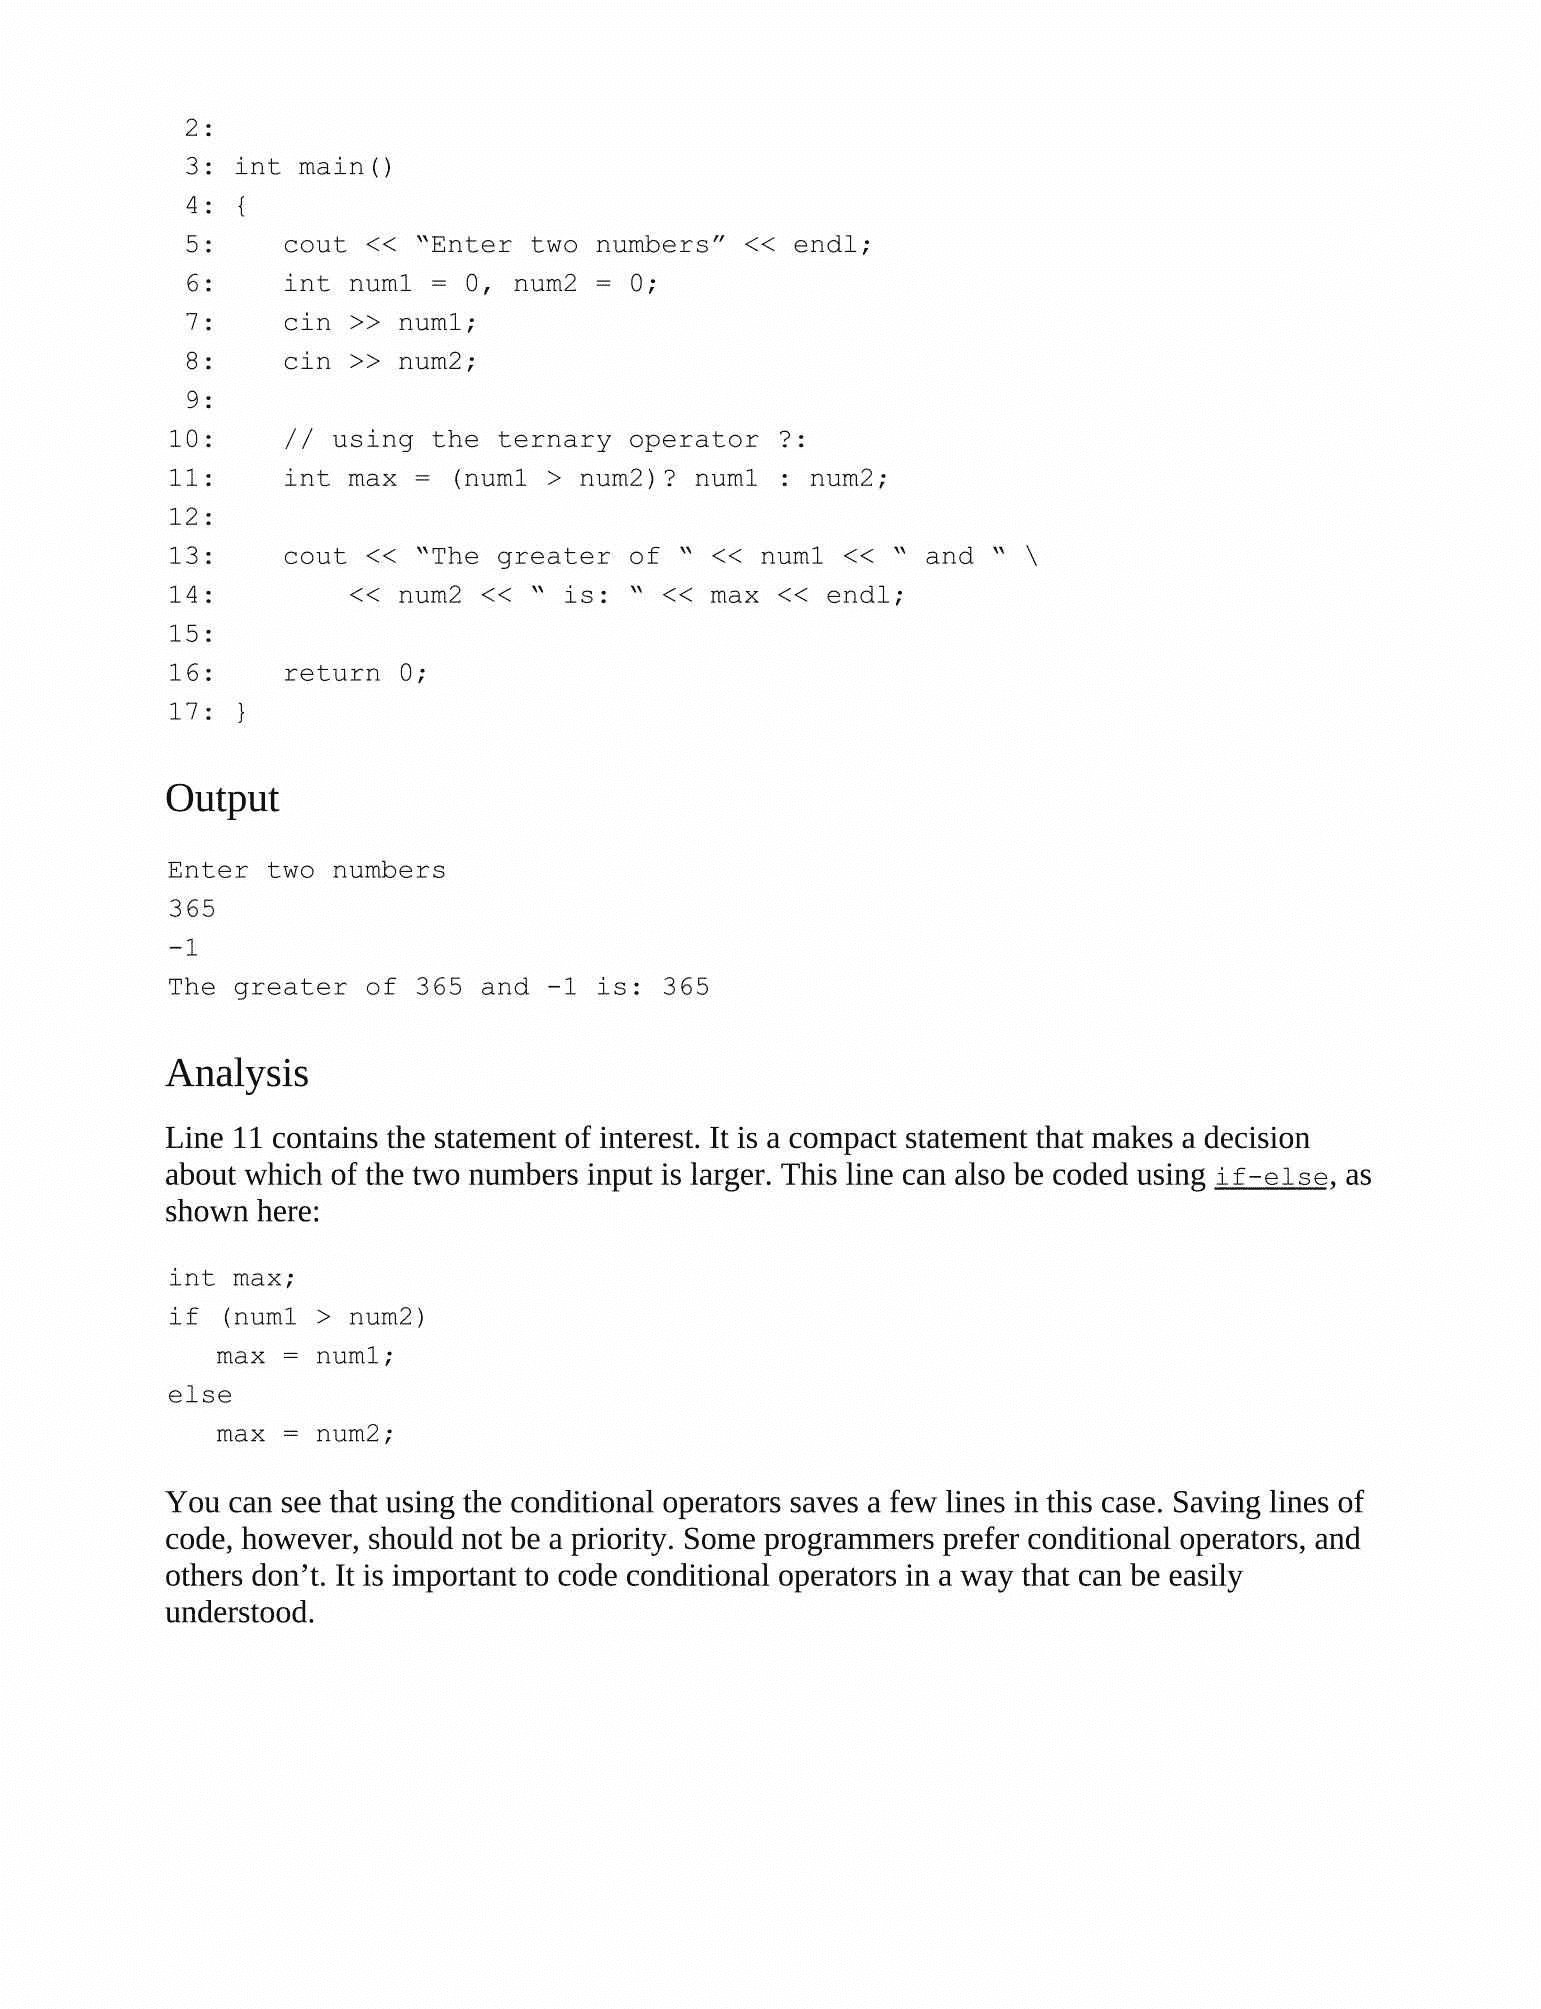 2:
3: int main()
4: {
5:    cout << “Enter two numbers” << endl;
6:    int num1 = 0, num2 = 0;
7:    cin >> num1;
8:    cin >> num2;
9:
10:    // using the ternary operator ?:
11:    int max = (num1 > num2)? num1 : num2;
12:
13:    cout << “The greater of “ << num1 << “ and “ \
14:        << num2 << “ is: “ << max << endl;
15:
16:    return 0;
17: }
Output
Enter two numbers
365
-1
The greater of 365 and -1 is: 365
Analysis
Line 11 contains the statement of interest. It is a compact statement that makes a decision
about which of the two numbers input is larger. This line can also be coded using if-else, as
shown here:
int max;
if (num1 > num2)
   max = num1;
else
   max = num2;
You can see that using the conditional operators saves a few lines in this case. Saving lines of
code, however, should not be a priority. Some programmers prefer conditional operators, and
others don’t. It is important to code conditional operators in a way that can be easily
understood.